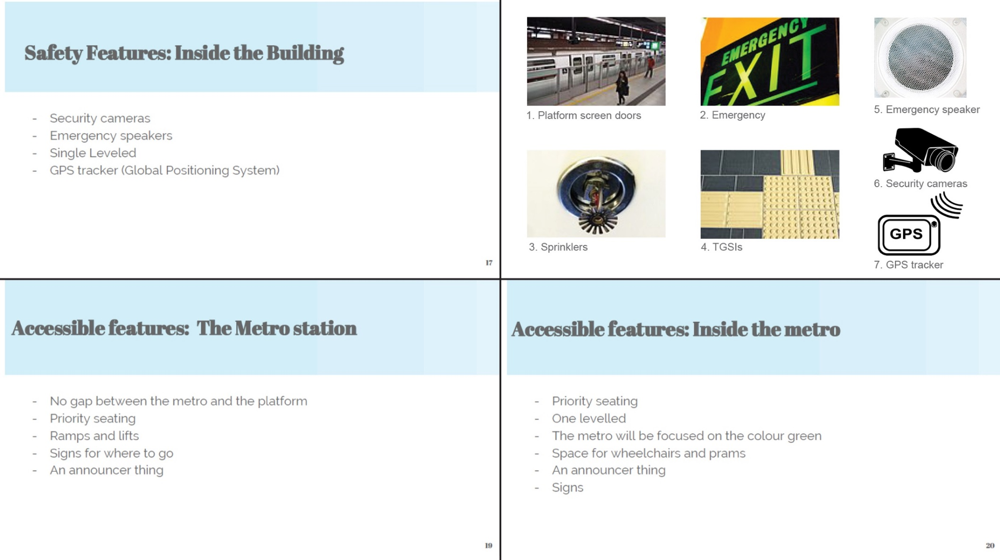 Safety Features: Inside the Building
- Security cameras
- Emergency speakers
- Single Leveled
- GPS tracker (Global Positioning System)
17
EMERGENCY
EXIT
1. Platform screen doors
2. Emergency
5. Emergency speaker
6. Security cameras
3. Sprinklers
4. TGSIs
GPS
7. GPS tracker
Accessible features: The Metro station
- No gap between the metro and the platform
- Priority seating
- Ramps and lifts
- Signs for where to go
- An announcer thing
19
Accessible features: Inside the metro
- Priority seating
- One levelled
- The metro will be focused on the colour green
- Space for wheelchairs and prams
- An announcer thing
- Signs
20